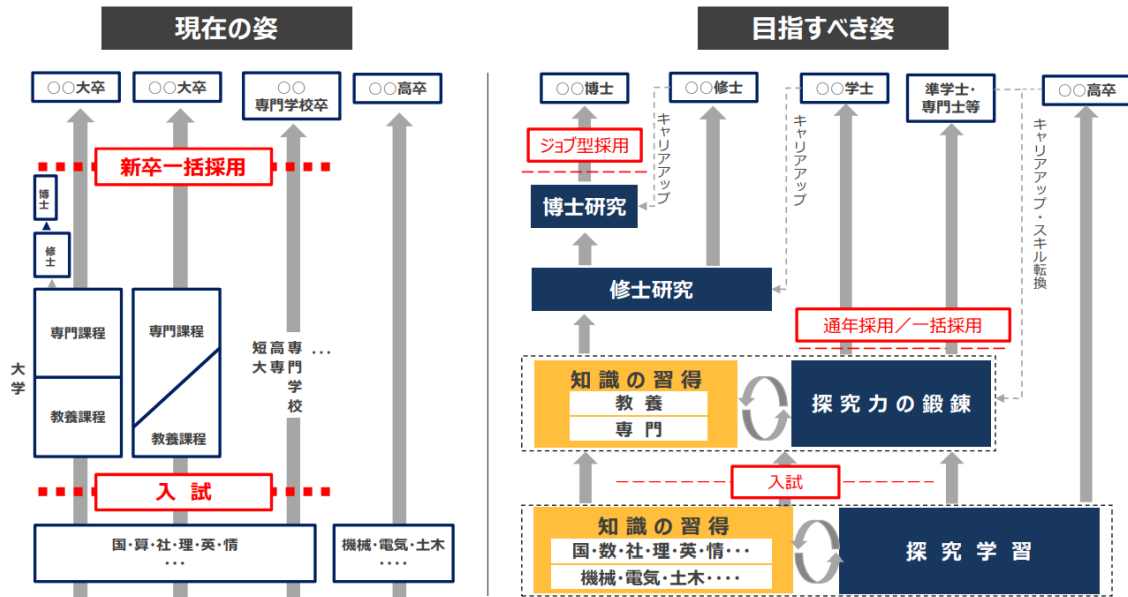 現在の姿
○○大卒
○○大卒
○○
専門学校卒
○○高卒
新卒一括採用
博士
修士
大学
専門課程
教養課程
専門課程
教養課程
短大
高専
専門学校
・・・
入 試
国・算・社・理・英・情
・・・
機械・電気・土木
・・・・
目指すべき姿
○○博士
○○修士
○○学士
準学士・
専門士等
○○高卒
ジョブ型採用
キャリアアップ
キャリアアップ
キャリアアップ・スキル転換
博士研究
修士研究
通年採用／一括採用
知識の習得
教 養
専 門
探究力の鍛錬
入試
知識の習得
国・数・社・理・英・情・・・
機械・電気・土木・・・・
探究学習